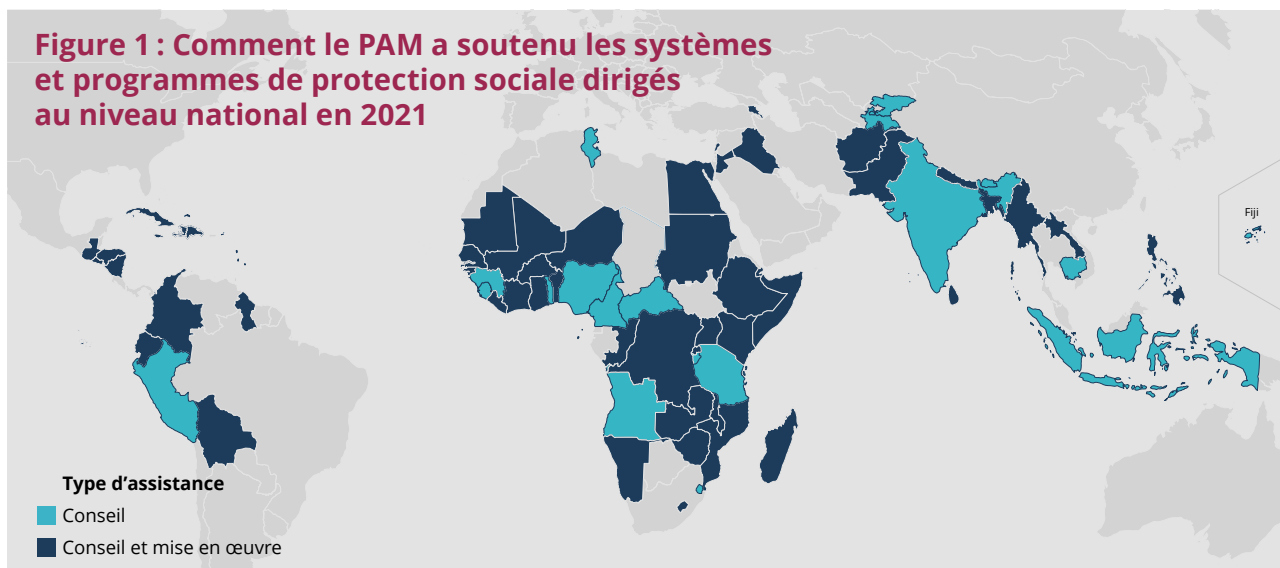 Figure 1 : Comment le PAM a soutenu les systèmes
et programmes de protection sociale dirigés
au niveau national en 2021
Fiji
Type d’assistance
Conseil
Conseil et mise en œuvre